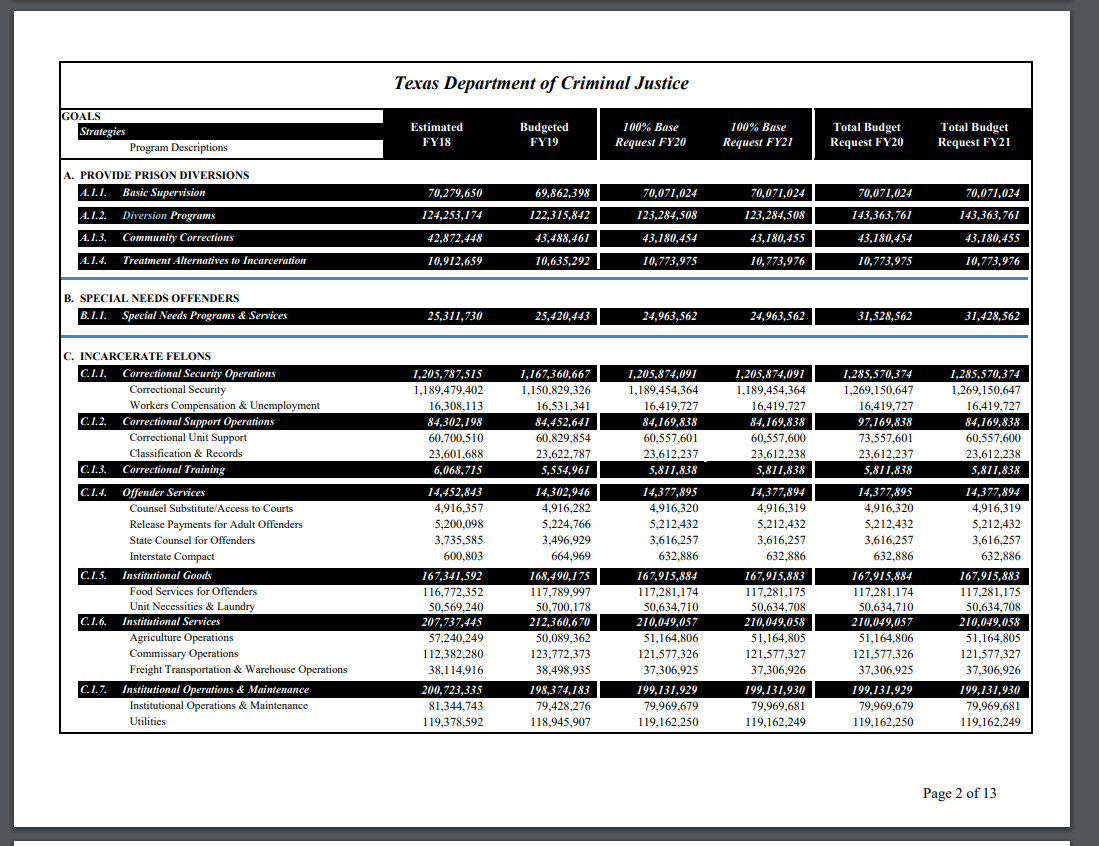 Texas Department of Criminal Justice
GOALS
Strategies
Program Descriptions
Estimated FY18 Budgeted FY19 100% Base Request FY20 100% Base Request FY21 Total Budget Request FY20 Total Budget Request FY21
A. PROVIDE PRISON DIVERSIONS
A.1.1. Basic Supervision 70,279,650 69,862,398 70,071,024 70,071,024 70,071,024 70,071,024
A.1.2. Diversion Programs 124,253,174 122,315,842 123,284,508 123,284,508 143,363,761 143,363,761
A.1.3. Community Corrections 42,872,448 43,488,461 43,180,454 43,180,455 43,180,454 43,180,455
A.1.4. Treatment Alternatives to Incarceration 10,912,659 10,635,292 10,773,975 10,773,976 10,773,975 10,773,976
B. SPECIAL NEEDS OFFENDERS
B.1.1. Special Needs Programs & Services 25,311,730 25,420,443 24,963,562 24,963,562 31,528,562 31,428,562
C. INCARCERATE FELONS
C.1.1. Correctional Security Operations 1,205,787,515 1,167,360,667 1,205,874,091 1,205,874,091 1,285,570,374 1,285,570,374
Correctional Security 1,189,479,402 1,150,829,326 1,189,454,364 1,189,454,364 1,269,150,647 1,269,150,647
Workers Compensation & Unemployment 16,308,113 16,531,341 16,419,727 16,419,727 16,419,727 16,419,727
C.1.2. Correctional Support Operations 84,302,198 84,452,641 84,169,838 84,169,838 97,169,838 84,169,838
Correctional Unit Support 60,700,510 60,829,854 60,557,601 60,557,600 73,557,601 60,557,600
Classification & Records 23,601,688 23,622,787 23,612,237 23,612,238 23,612,237 23,612,238
C.1.3. Correctional Training 6,068,715 5,554,961 5,811,838 5,811,838 5,811,838 5,811,838
C.1.4. Offender Services 14,452,843 14,302,946 14,377,895 14,377,894 14,377,895 14,377,894
Counsel Substitute/Access to Courts 4,916,357 4,916,282 4,916,320 4,916,319 4,916,320 4,916,319
Release Payments for Adult Offenders 5,200,098 5,224,766 5,212,432 5,212,432 5,212,432 5,212,432
State Counsel for Offenders 3,735,585 3,496,929 3,616,257 3,616,257 3,616,257 3,616,257
Interstate Compact 600,803 664,969 632,886 632,886 632,886 632,886
C.1.5. Institutional Goods 167,341,592 168,490,175 167,915,884 167,915,883 167,915,884 167,915,883
Food Services for Offenders 116,772,352 117,789,997 117,281,174 117,281,175 117,281,174 117,281,175
Unit Necessities & Laundry 50,569,240 50,700,178 50,634,710 50,634,708 50,634,710 50,634,708
C.1.6. Institutional Services 207,737,445 212,360,670 210,049,057 210,049,058 210,049,057 210,049,058
Agriculture Operations 57,240,249 50,089,362 51,164,806 51,164,805 51,164,806 51,164,805
Commissary Operations 112,382,280 123,772,373 121,577,326 121,577,327 121,577,326 121,577,327
Freight Transportation & Warehouse Operations 38,114,916 38,498,935 37,306,925 37,306,926 37,306,925 37,306,926
C.1.7. Institutional Operations & Maintenance 200,723,335 198,374,183 199,131,929 199,131,930 199,131,929 199,131,930
Institutional Operations & Maintenance 81,344,743 79,428,276 79,969,679 79,969,681 79,969,679 79,969,681
Utilities 119,378,592 118,945,907 119,162,250 119,162,249 119,162,250 119,162,249
Page 2 of 13